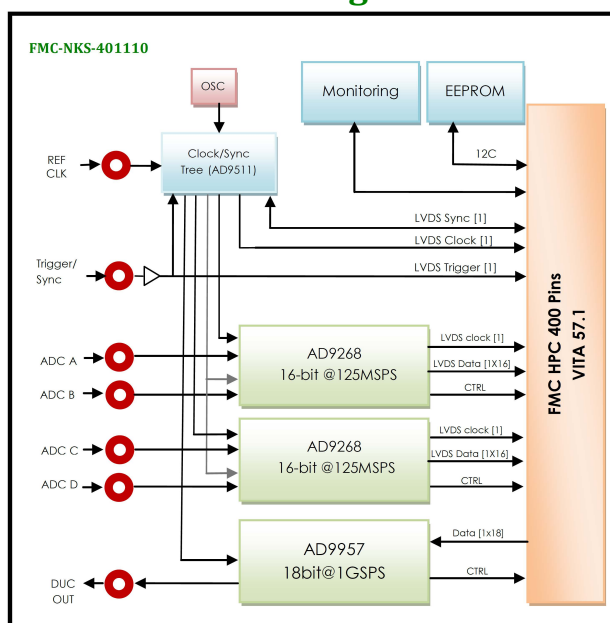 FMC-NKS-401110
OSC
Monitoring
EEPROM
REF
CLK
Clock/Sync
Tree (AD9511)
12C
LVDS Sync [1]
LVDS Clock [1]
Trigger/
Sync
LVDS Trigger [1]
FMC HPC 400 Pins
VITA 57.1
ADC A
ADC B
AD9268
16-bit @125MSPS
LVDS clock [1]
LVDS Data [1X16]
CTRL
ADC C
ADC D
AD9268
16-bit @125MSPS
LVDS clock [1]
LVDS Data [1X16]
CTRL
AD9957
18bit@1GSPS
Data [1x18]
CTRL
DUC
OUT